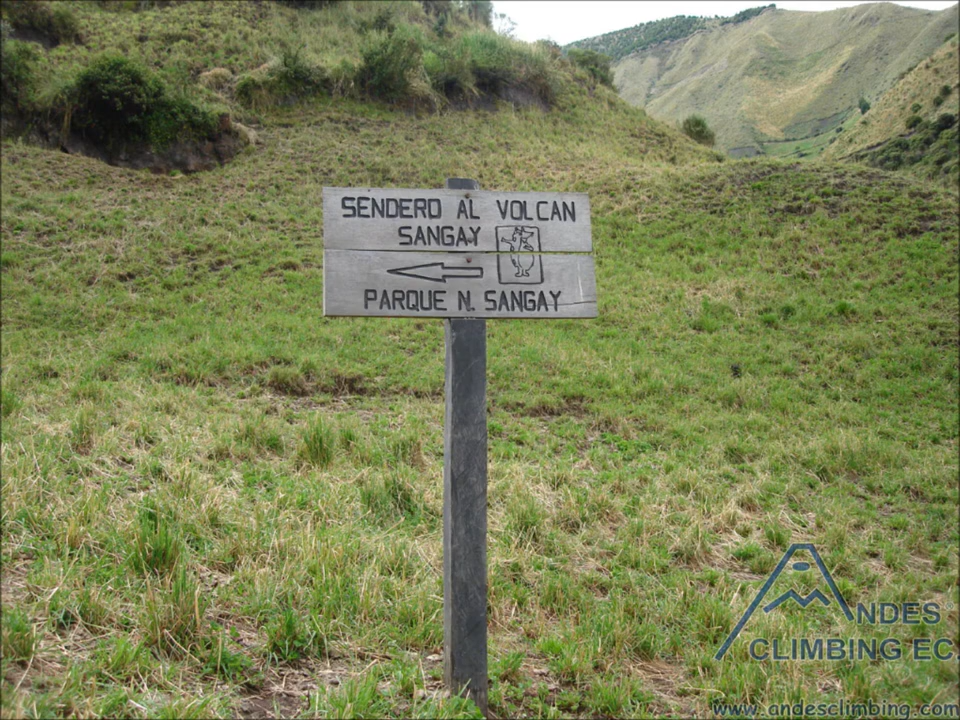 SENDERO AL VOLCAN
SANGAY
PARQUE N. SANGAY
ANDES
CLIMBING EC.
www.andesclimbing.com